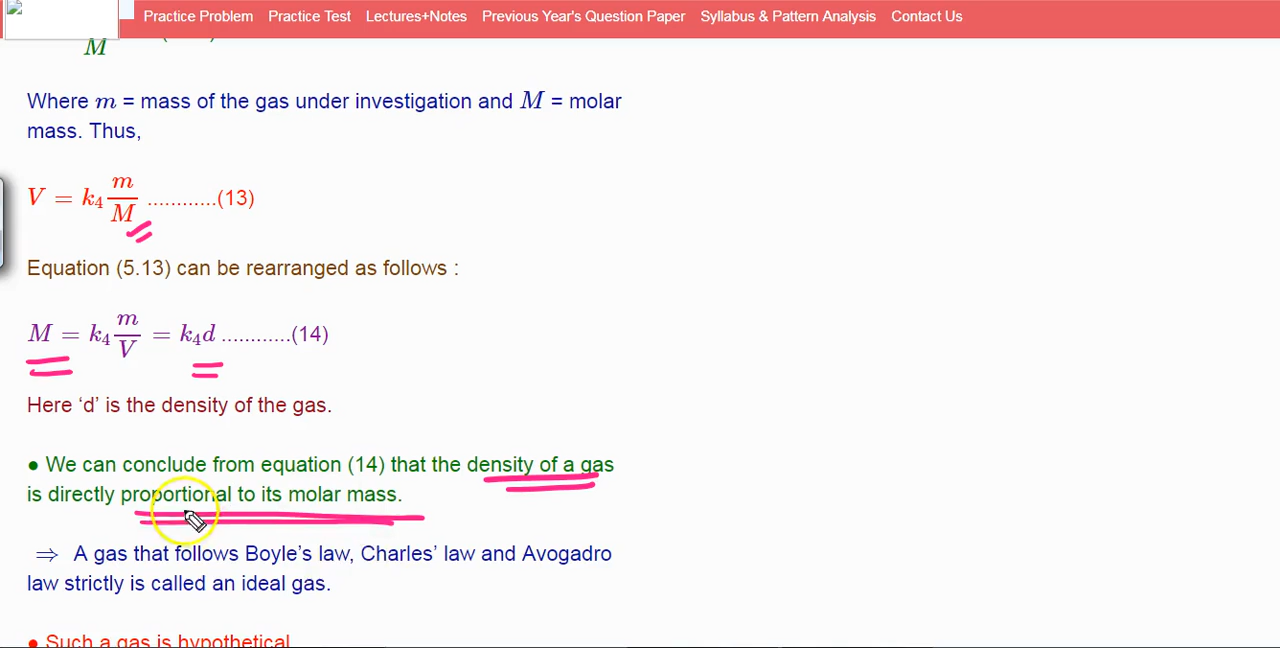 Practice Problem Practice Test Lectures+Notes Previous Year's Question Paper Syllabus & Pattern Analysis Contact Us
M
Where m = mass of the gas under investigation and M = molar
mass. Thus,
V = k₄ m/M ............(13)
Equation (5.13) can be rearranged as follows :
M = k₄ m/V = k₄d ............(14)
Here ‘d’ is the density of the gas.
● We can conclude from equation (14) that the density of a gas
is directly proportional to its molar mass.
⇒ A gas that follows Boyle’s law, Charles’ law and Avogadro
law strictly is called an ideal gas.
● Such a gas is hypothetical